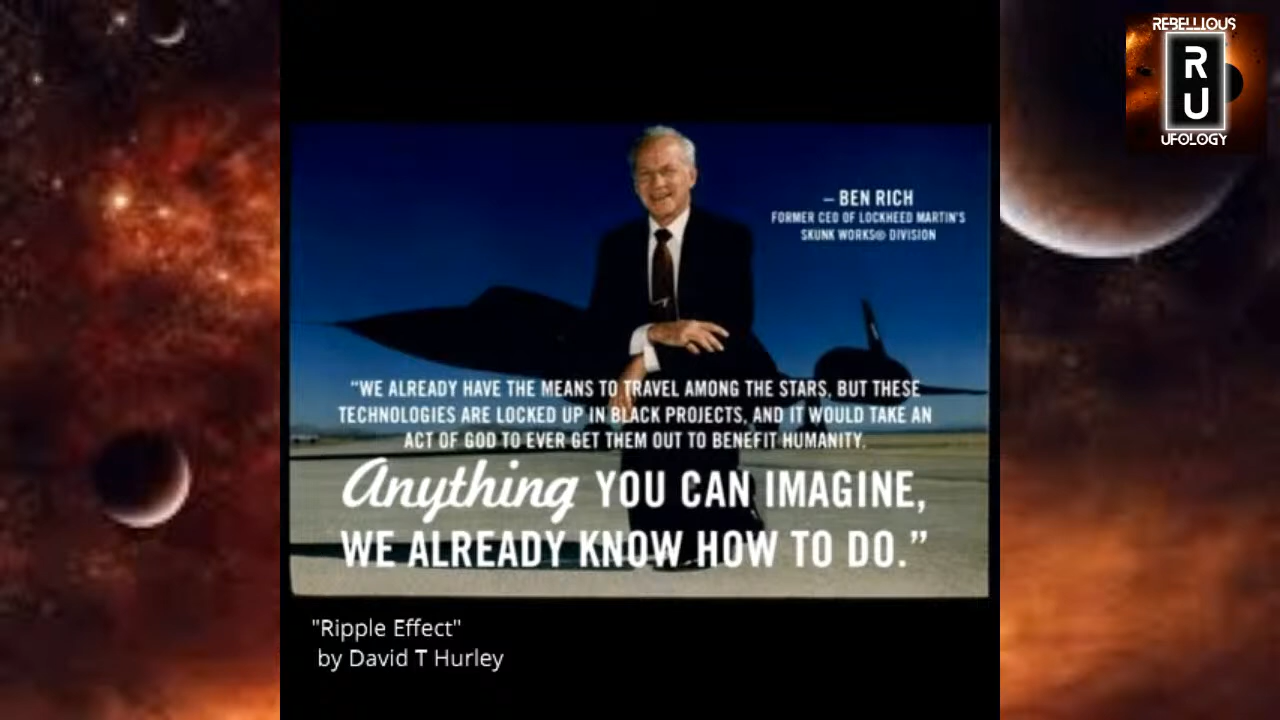 REBELLIOUS
R
U
UFOLOGY
– BEN RICH
FORMER CEO OF LOCKHEED MARTIN'S
SKUNK WORKS® DIVISION
“WE ALREADY HAVE THE MEANS TO TRAVEL AMONG THE STARS, BUT THESE
TECHNOLOGIES ARE LOCKED UP IN BLACK PROJECTS, AND IT WOULD TAKE AN
ACT OF GOD TO EVER GET THEM OUT TO BENEFIT HUMANITY.
Anything YOU CAN IMAGINE,
WE ALREADY KNOW HOW TO DO.”
"Ripple Effect"
by David T Hurley